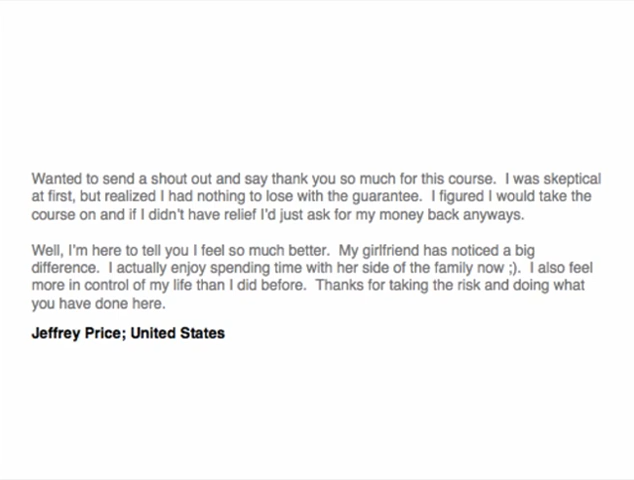 Wanted to send a shout out and say thank you so much for this course.  I was skeptical
at first, but realized I had nothing to lose with the guarantee.  I figured I would take the
course on and if I didn't have relief I'd just ask for my money back anyways.
Well, I'm here to tell you I feel so much better.  My girlfriend has noticed a big
difference.  I actually enjoy spending time with her side of the family now ;).  I also feel
more in control of my life than I did before.  Thanks for taking the risk and doing what
you have done here.
Jeffrey Price; United States